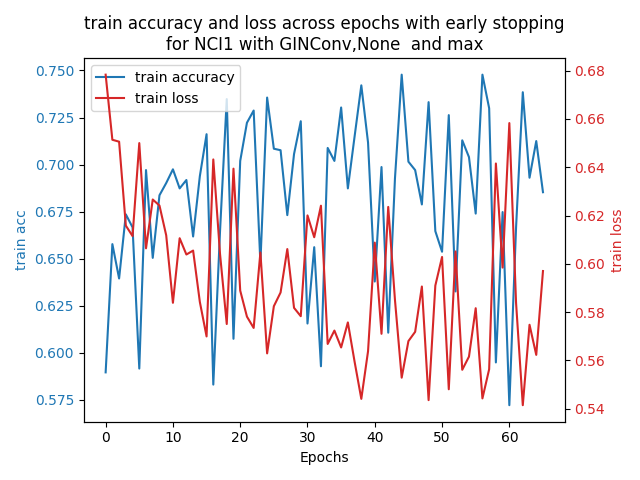 train accuracy and loss across epochs with early stopping
for NCI1 with GINConv,None  and max
train accuracy
train loss
0.750
0.725
0.700
0.675
0.650
0.625
0.600
0.575
train acc
0.68
0.66
0.64
0.62
0.60
0.58
0.56
0.54
train loss
0 10 20 30 40 50 60
Epochs